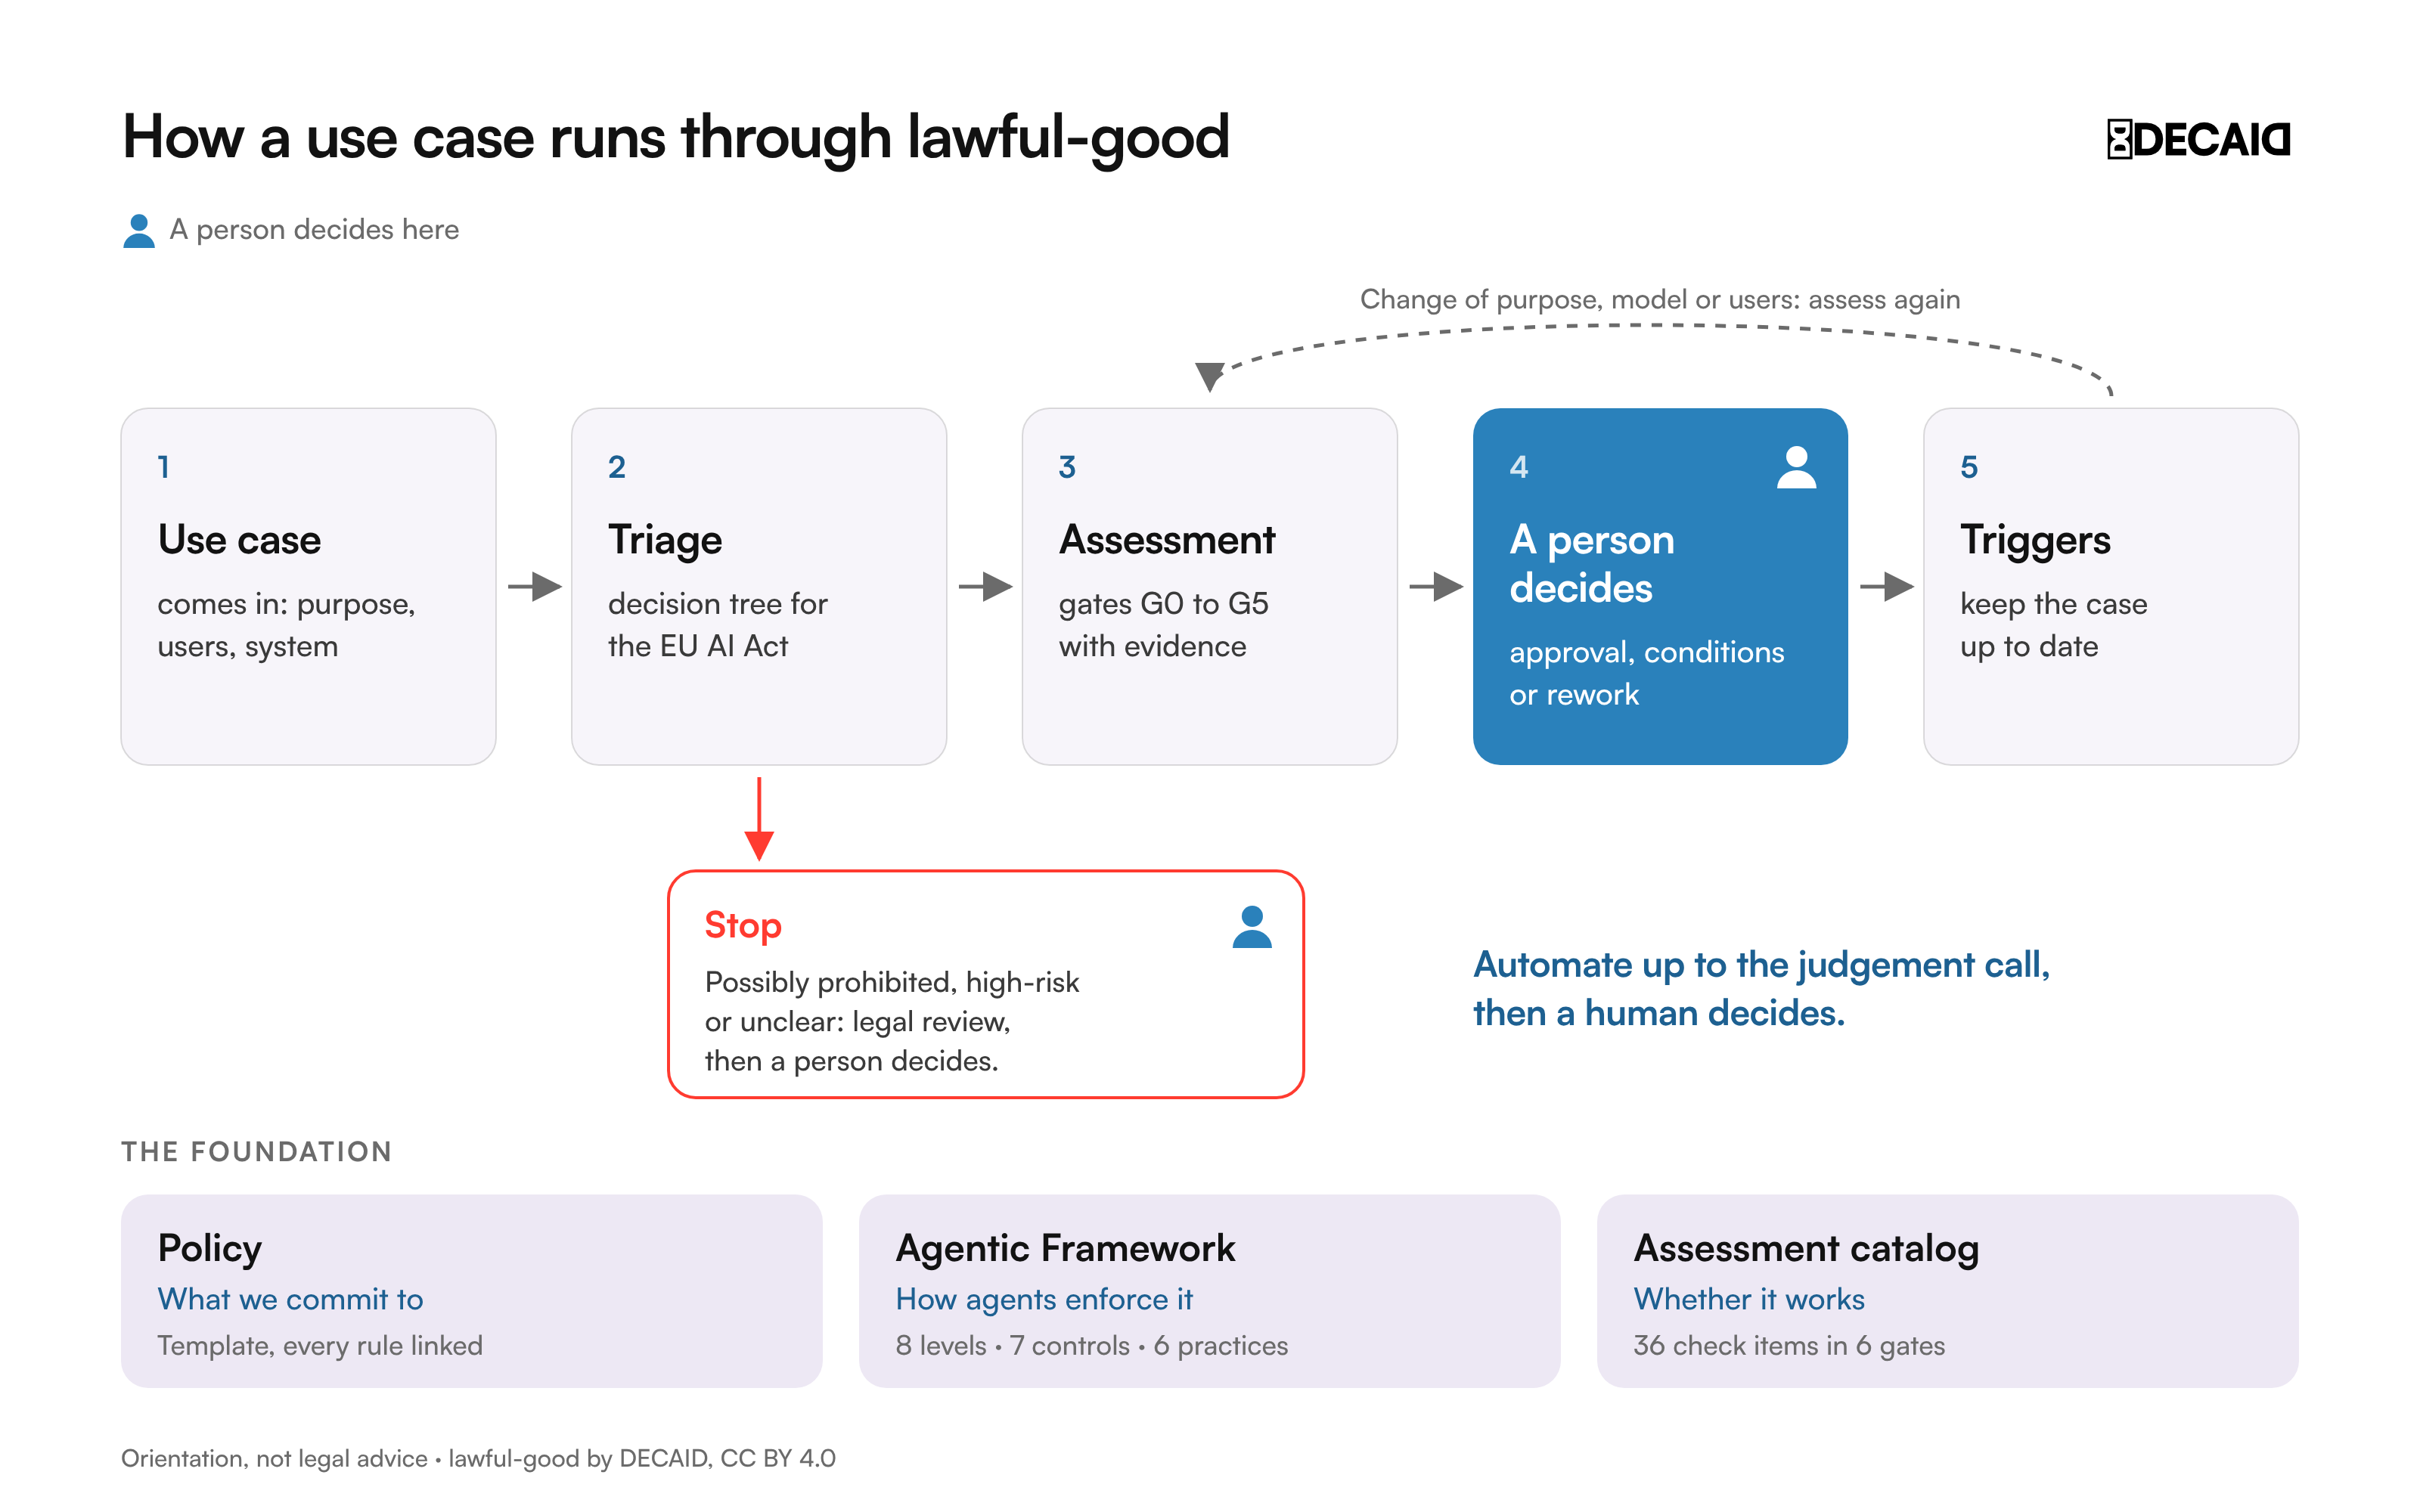 How a use case runs through lawful-good
DECAID
A person decides here
Change of purpose, model or users: assess again
1
Use case
comes in: purpose,
users, system
2
Triage
decision tree for
the EU AI Act
3
Assessment
gates G0 to G5
with evidence
4
A person
decides
approval, conditions
or rework
5
Triggers
keep the case
up to date
Stop
Possibly prohibited, high-risk
or unclear: legal review,
then a person decides.
Automate up to the judgement call,
then a human decides.
THE FOUNDATION
Policy
What we commit to
Template, every rule linked
Agentic Framework
How agents enforce it
8 levels · 7 controls · 6 practices
Assessment catalog
Whether it works
36 check items in 6 gates
Orientation, not legal advice · lawful-good by DECAID, CC BY 4.0